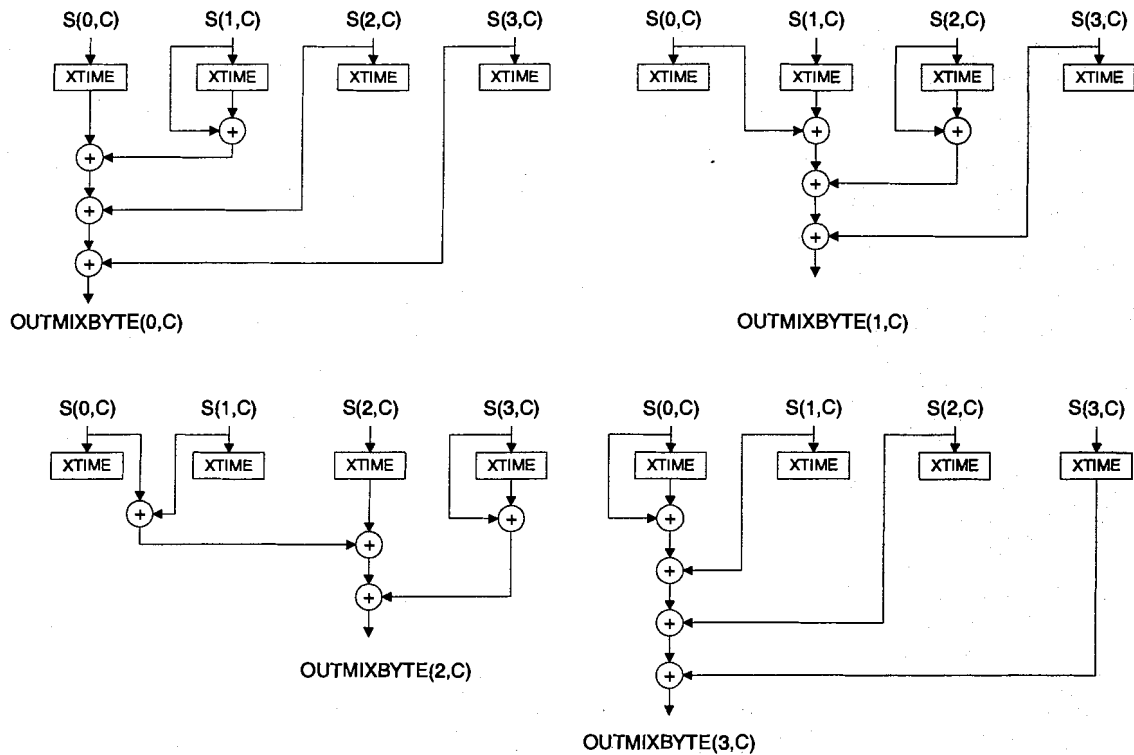 S(0,C) S(1,C) S(2,C) S(3,C)
XTIME XTIME XTIME XTIME
OUTMIXBYTE(0,C)
S(0,C) S(1,C) S(2,C) S(3,C)
XTIME XTIME XTIME XTIME
OUTMIXBYTE(1,C)
S(0,C) S(1,C) S(2,C) S(3,C)
XTIME XTIME XTIME XTIME
OUTMIXBYTE(2,C)
S(0,C) S(1,C) S(2,C) S(3,C)
XTIME XTIME XTIME XTIME
OUTMIXBYTE(3,C)